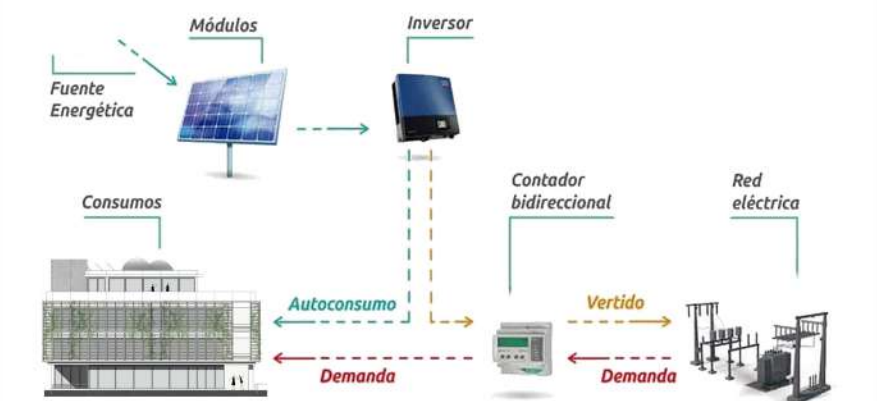 Módulos
Inversor
Fuente
Energética
Consumos
Contador
bidireccional
Red
eléctrica
Autoconsumo
Vertido
Demanda
Demanda